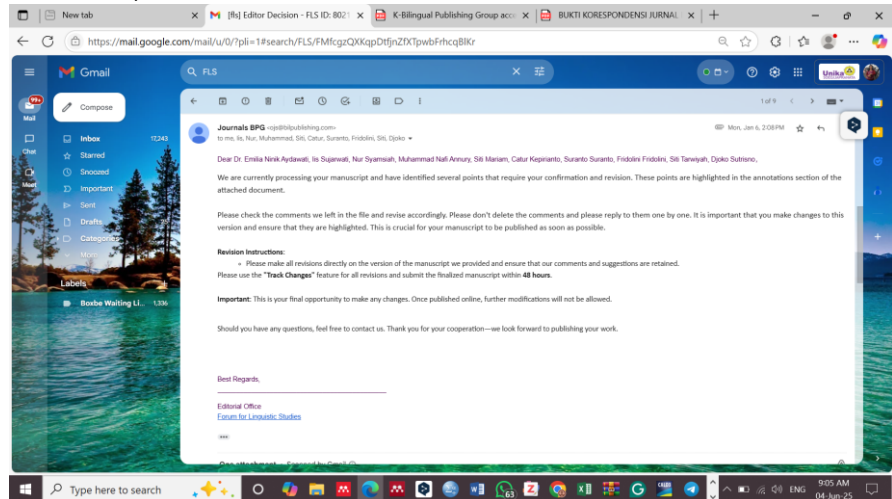 New tab
[fls] Editor Decision - FLS ID: 8021
K-Bilingual Publishing Group acc
BUKTI KORESPONDENSI JURNAL
https://mail.google.com/mail/u/0/?pli=1#search/FLS/FMfcgzQXKqpDtfjnZfXTpwbFrhcqBlKr
Gmail
FLS
Unika
99+
Mail
Compose
1 of 9
Chat
Meet
Inbox 17,243
Starred
Snoozed
Important
Sent
Drafts
Categories
More
Labels
Boxbe Waiting Li... 1,336
Journals BPG <ojs@bilpublishing.com>
Mon, Jan 6, 2:08 PM
to me, Iis, Nur, Muhammad, Siti, Catur, Suranto, Fridolini, Siti, Djoko
Dear Dr. Emilia Ninik Aydawati, Iis Sujarwati, Nur Syamsiah, Muhammad Nafi Annury, Siti Mariam, Catur Kepirianto, Suranto Suranto, Fridolini Fridolini, Siti Tarwiyah, Djoko Sutrisno,
We are currently processing your manuscript and have identified several points that require your confirmation and revision. These points are highlighted in the annotations section of the
attached document.
Please check the comments we left in the file and revise accordingly. Please don't delete the comments and please reply to them one by one. It is important that you make changes to this
version and ensure that they are highlighted. This is crucial for your manuscript to be published as soon as possible.
Revision Instructions:
• Please make all revisions directly on the version of the manuscript we provided and ensure that our comments and suggestions are retained.
Please use the "Track Changes" feature for all revisions and submit the finalized manuscript within 48 hours.
Important: This is your final opportunity to make any changes. Once published online, further modifications will not be allowed.
Should you have any questions, feel free to contact us. Thank you for your cooperation—we look forward to publishing your work.
Best Regards,
Editorial Office
Forum for Linguistic Studies
One attachment • Scanned by Gmail
Type here to search
63
ENG
9:05 AM
04-Jun-25